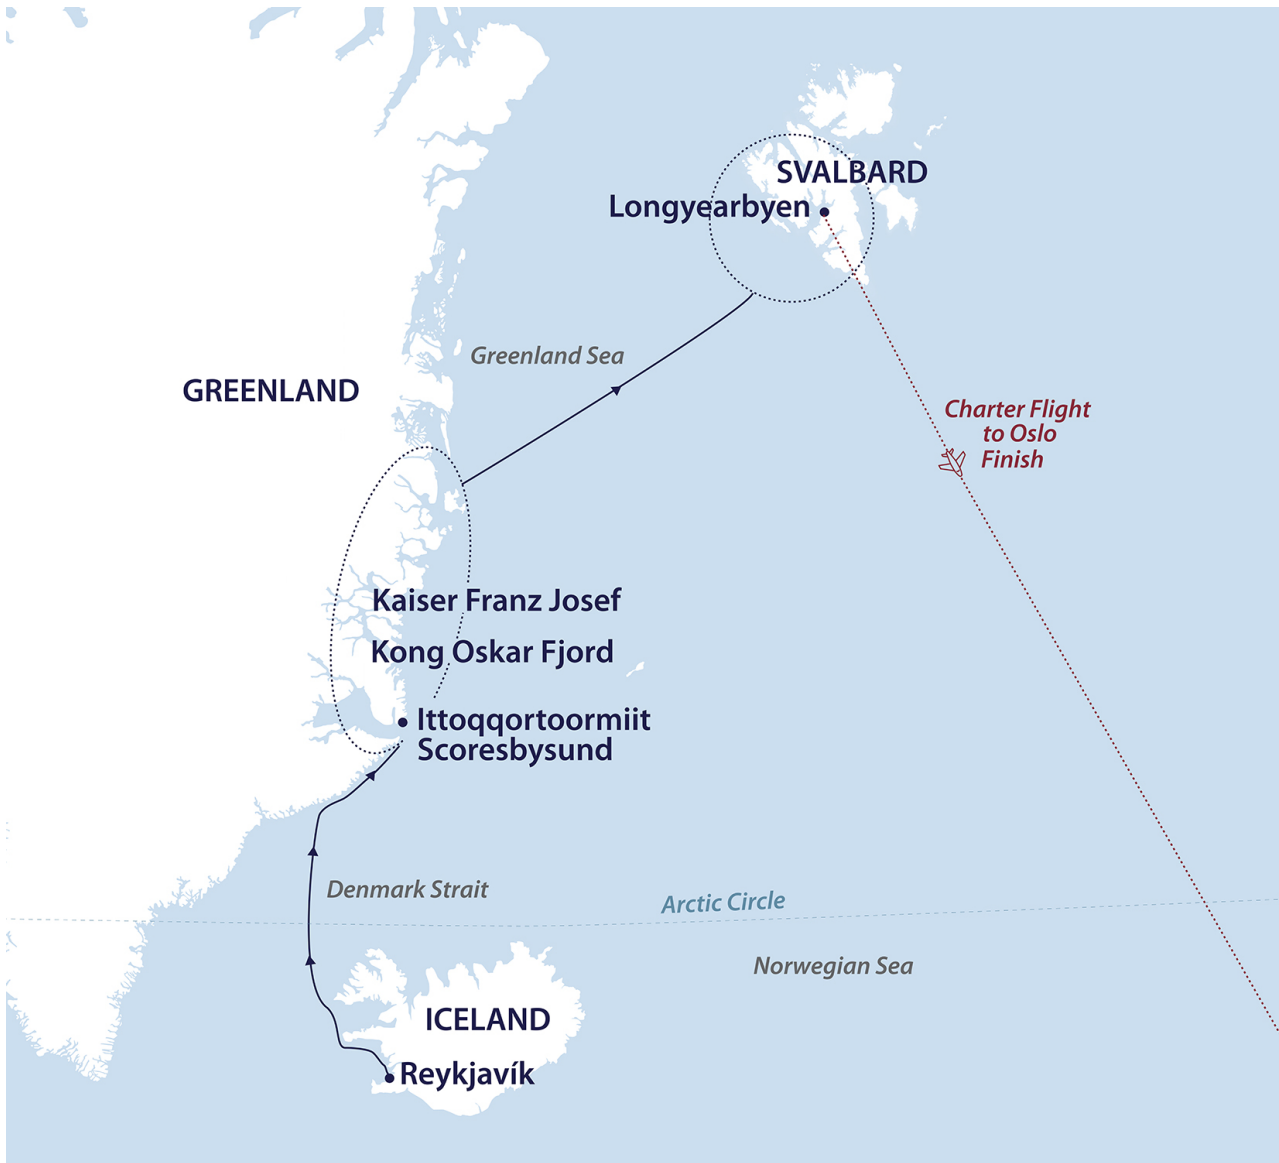 SVALBARD
Longyearbyen
Greenland Sea
GREENLAND
Charter Flight
to Oslo
Finish
Kaiser Franz Josef
Kong Oskar Fjord
Ittoqqortoormiit
Scoresbysund
Denmark Strait
Arctic Circle
Norwegian Sea
ICELAND
Reykjavík